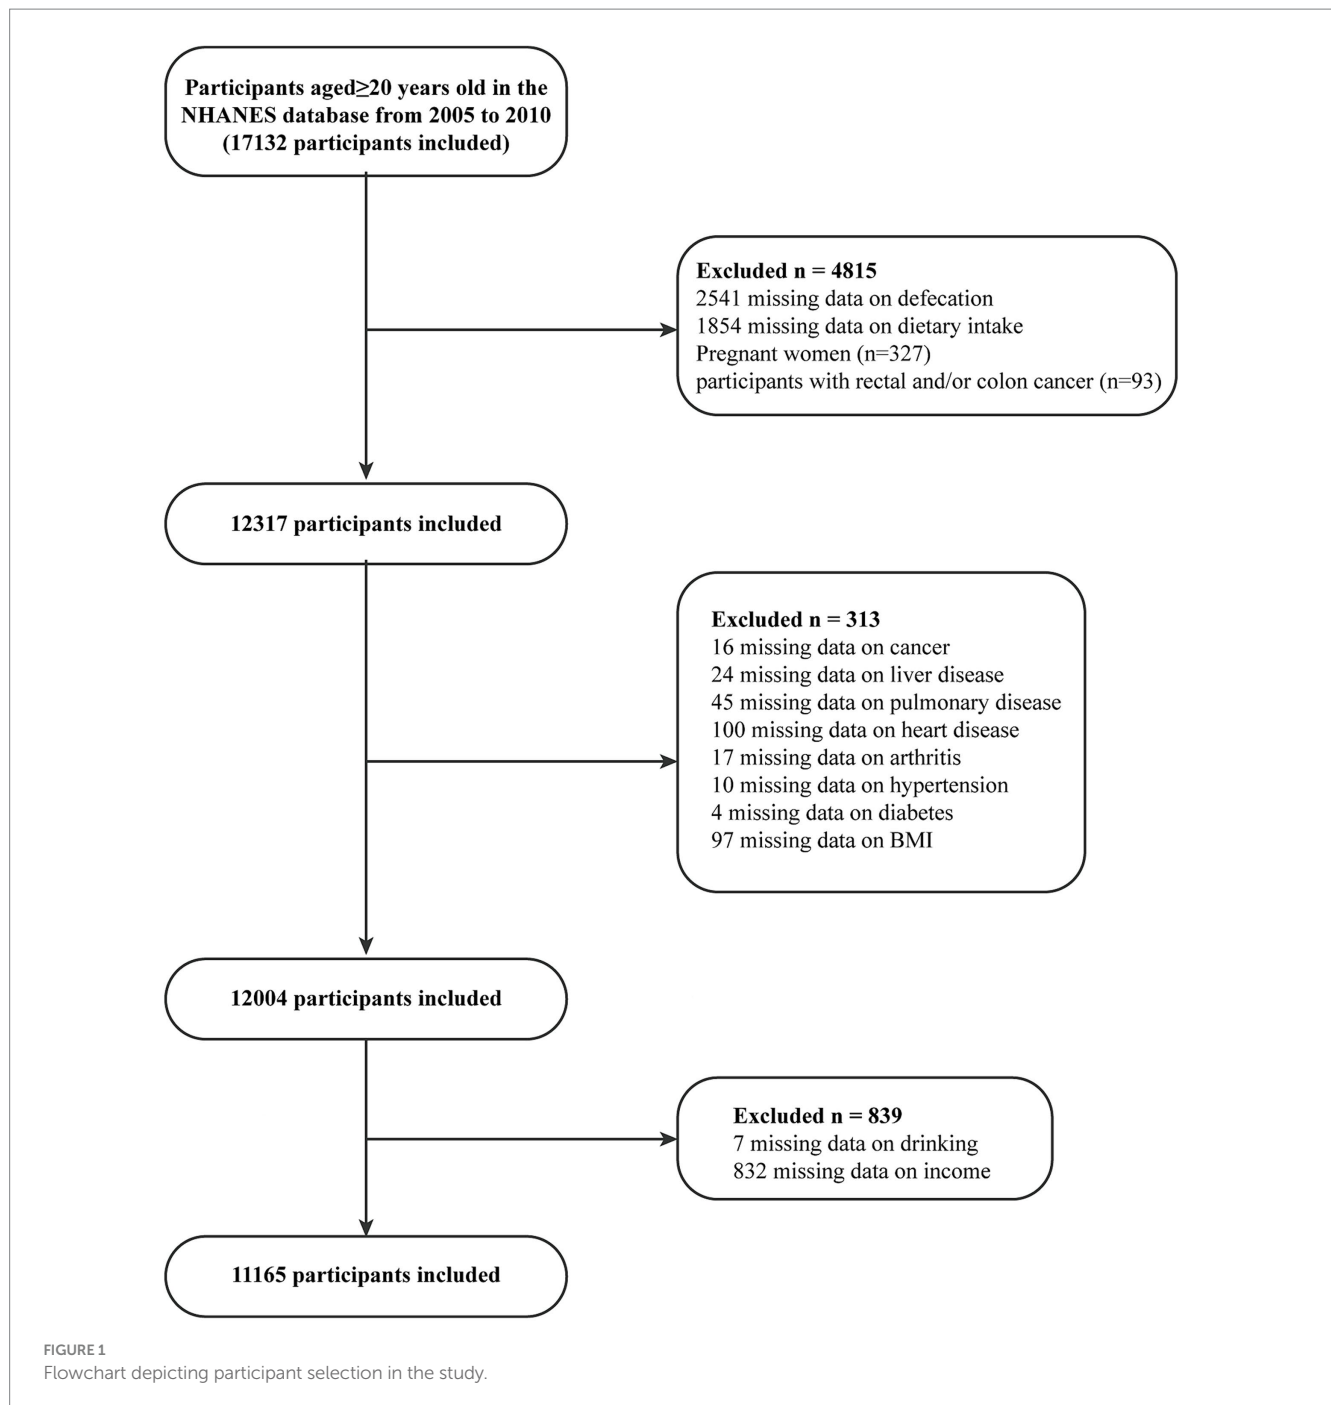 Participants aged≥20 years old in the
NHANES database from 2005 to 2010
(17132 participants included)
Excluded n = 4815
2541 missing data on defecation
1854 missing data on dietary intake
Pregnant women (n=327)
participants with rectal and/or colon cancer (n=93)
12317 participants included
Excluded n = 313
16 missing data on cancer
24 missing data on liver disease
45 missing data on pulmonary disease
100 missing data on heart disease
17 missing data on arthritis
10 missing data on hypertension
4 missing data on diabetes
97 missing data on BMI
12004 participants included
Excluded n = 839
7 missing data on drinking
832 missing data on income
11165 participants included
FIGURE 1
Flowchart depicting participant selection in the study.